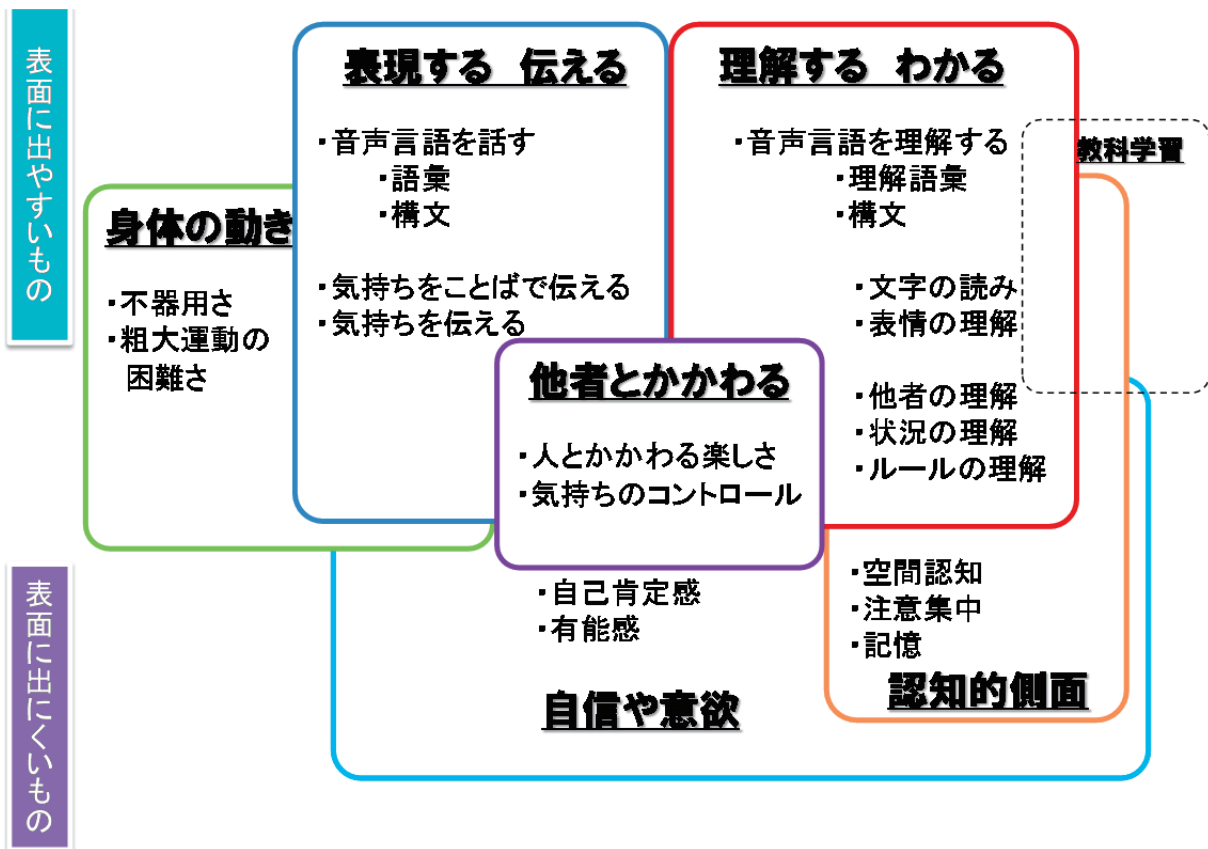 表面に出やすいもの
表現する 伝える
・音声言語を話す
・語彙
・構文
・気持ちをことばで伝える
・気持ちを伝える
理解する わかる
・音声言語を理解する
・理解語彙
・構文
・文字の読み
・表情の理解
・他者の理解
・状況の理解
・ルールの理解
教科学習
身体の動き
・不器用さ
・粗大運動の
困難さ
他者とかかわる
・人とかかわる楽しさ
・気持ちのコントロール
表面に出にくいもの
・自己肯定感
・有能感
自信や意欲
・空間認知
・注意集中
・記憶
認知的側面